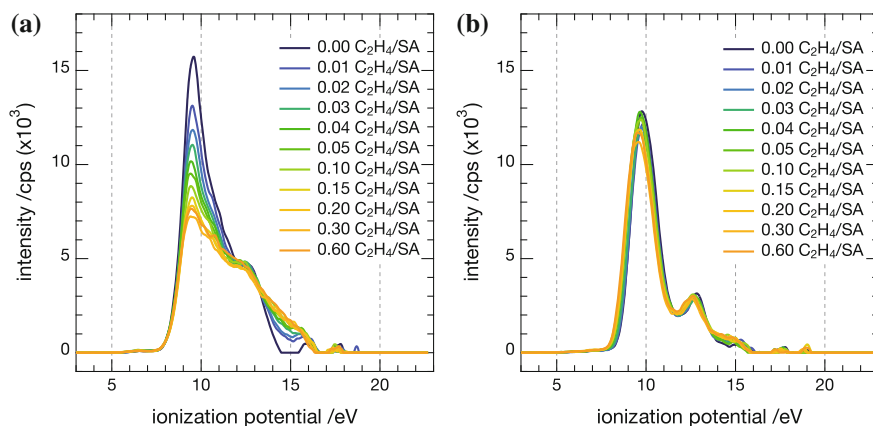 (a)
intensity /cps (x10³)
15
10
5
0
0.00 C₂H₄/SA
0.01 C₂H₄/SA
0.02 C₂H₄/SA
0.03 C₂H₄/SA
0.04 C₂H₄/SA
0.05 C₂H₄/SA
0.10 C₂H₄/SA
0.15 C₂H₄/SA
0.20 C₂H₄/SA
0.30 C₂H₄/SA
0.60 C₂H₄/SA
5 10 15 20
ionization potential /eV
(b)
intensity /cps (x10³)
15
10
5
0
0.00 C₂H₄/SA
0.01 C₂H₄/SA
0.02 C₂H₄/SA
0.03 C₂H₄/SA
0.04 C₂H₄/SA
0.05 C₂H₄/SA
0.10 C₂H₄/SA
0.15 C₂H₄/SA
0.20 C₂H₄/SA
0.30 C₂H₄/SA
0.60 C₂H₄/SA
5 10 15 20
ionization potential /eV